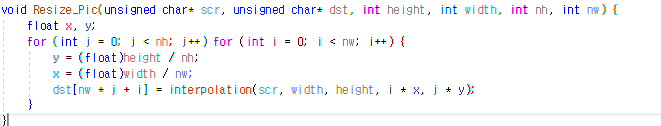 void Resize_Pic(unsigned char* scr, unsigned char* dst, int height, int width, int nh, int nw) {
float x, y;
for (int j = 0; j < nh; j++) for (int i = 0; i < nw; i++) {
y = (float)height / nh;
x = (float)width / nw;
dst[nw * j + i] = interpolation(scr, width, height, i * x, j * y);
}
}